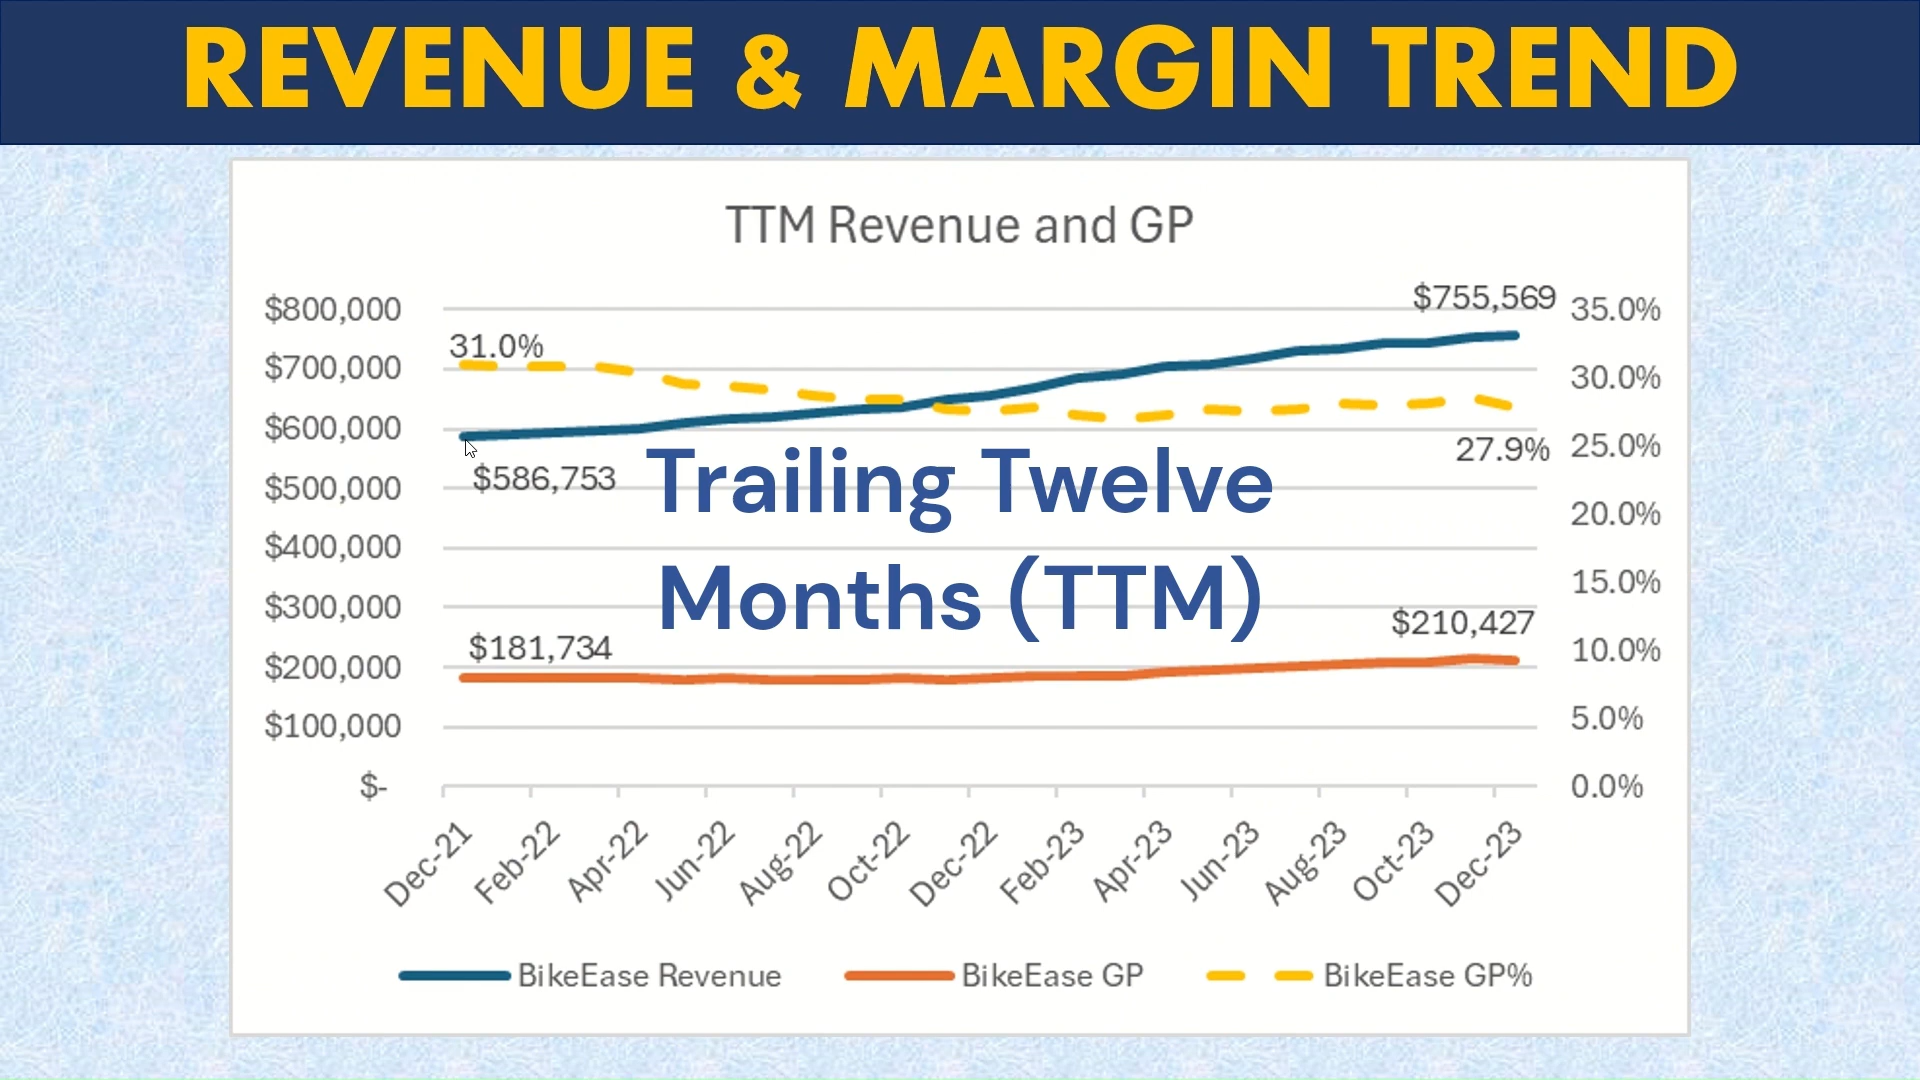 REVENUE & MARGIN TREND
TTM Revenue and GP
$800,000
$700,000
$600,000
$500,000
$400,000
$300,000
$200,000
$100,000
$-
35.0%
30.0%
25.0%
20.0%
15.0%
10.0%
5.0%
0.0%
31.0%
$755,569
$586,753
27.9%
Trailing Twelve
Months (TTM)
$181,734
$210,427
Dec-21
Feb-22
Apr-22
Jun-22
Aug-22
Oct-22
Dec-22
Feb-23
Apr-23
Jun-23
Aug-23
Oct-23
Dec-23
BikeEase Revenue
BikeEase GP
BikeEase GP%